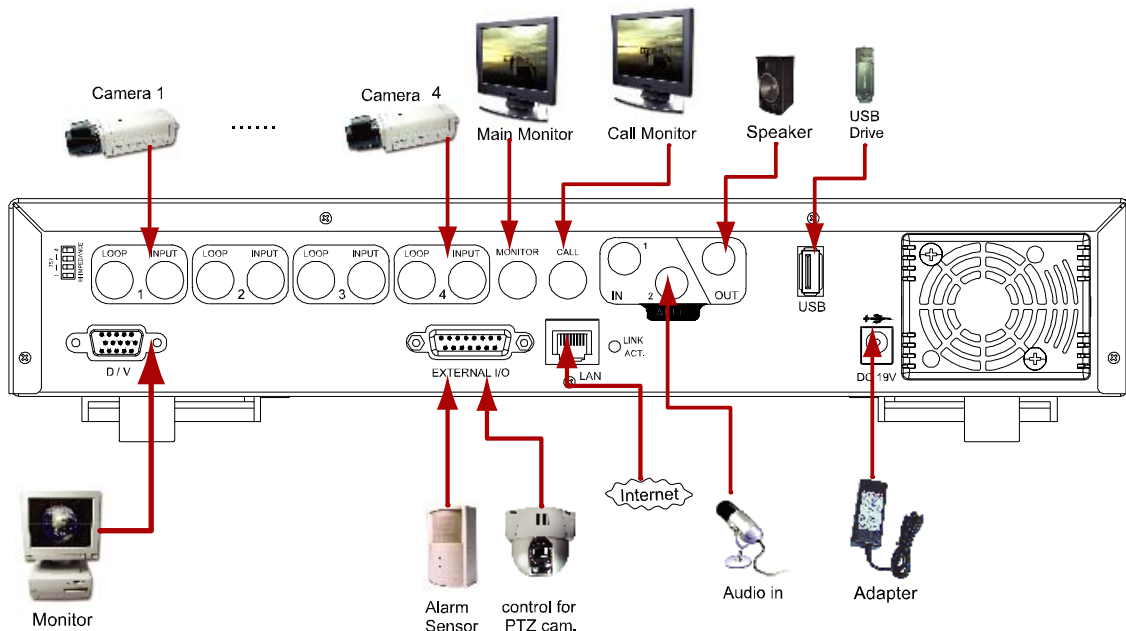 Camera 1
......
Camera 4
Main Monitor
Call Monitor
Speaker
USB
Drive
HI IMPEDANCE
LOOP INPUT
1
LOOP INPUT
2
LOOP INPUT
3
LOOP INPUT
4
MONITOR
CALL
1
IN
2
OUT
USB
D / V
EXTERNAL I/O
LAN
LINK
ACT.
DC 19V
Internet
Monitor
Alarm
Sensor
control for
PTZ cam.
Audio in
Adapter